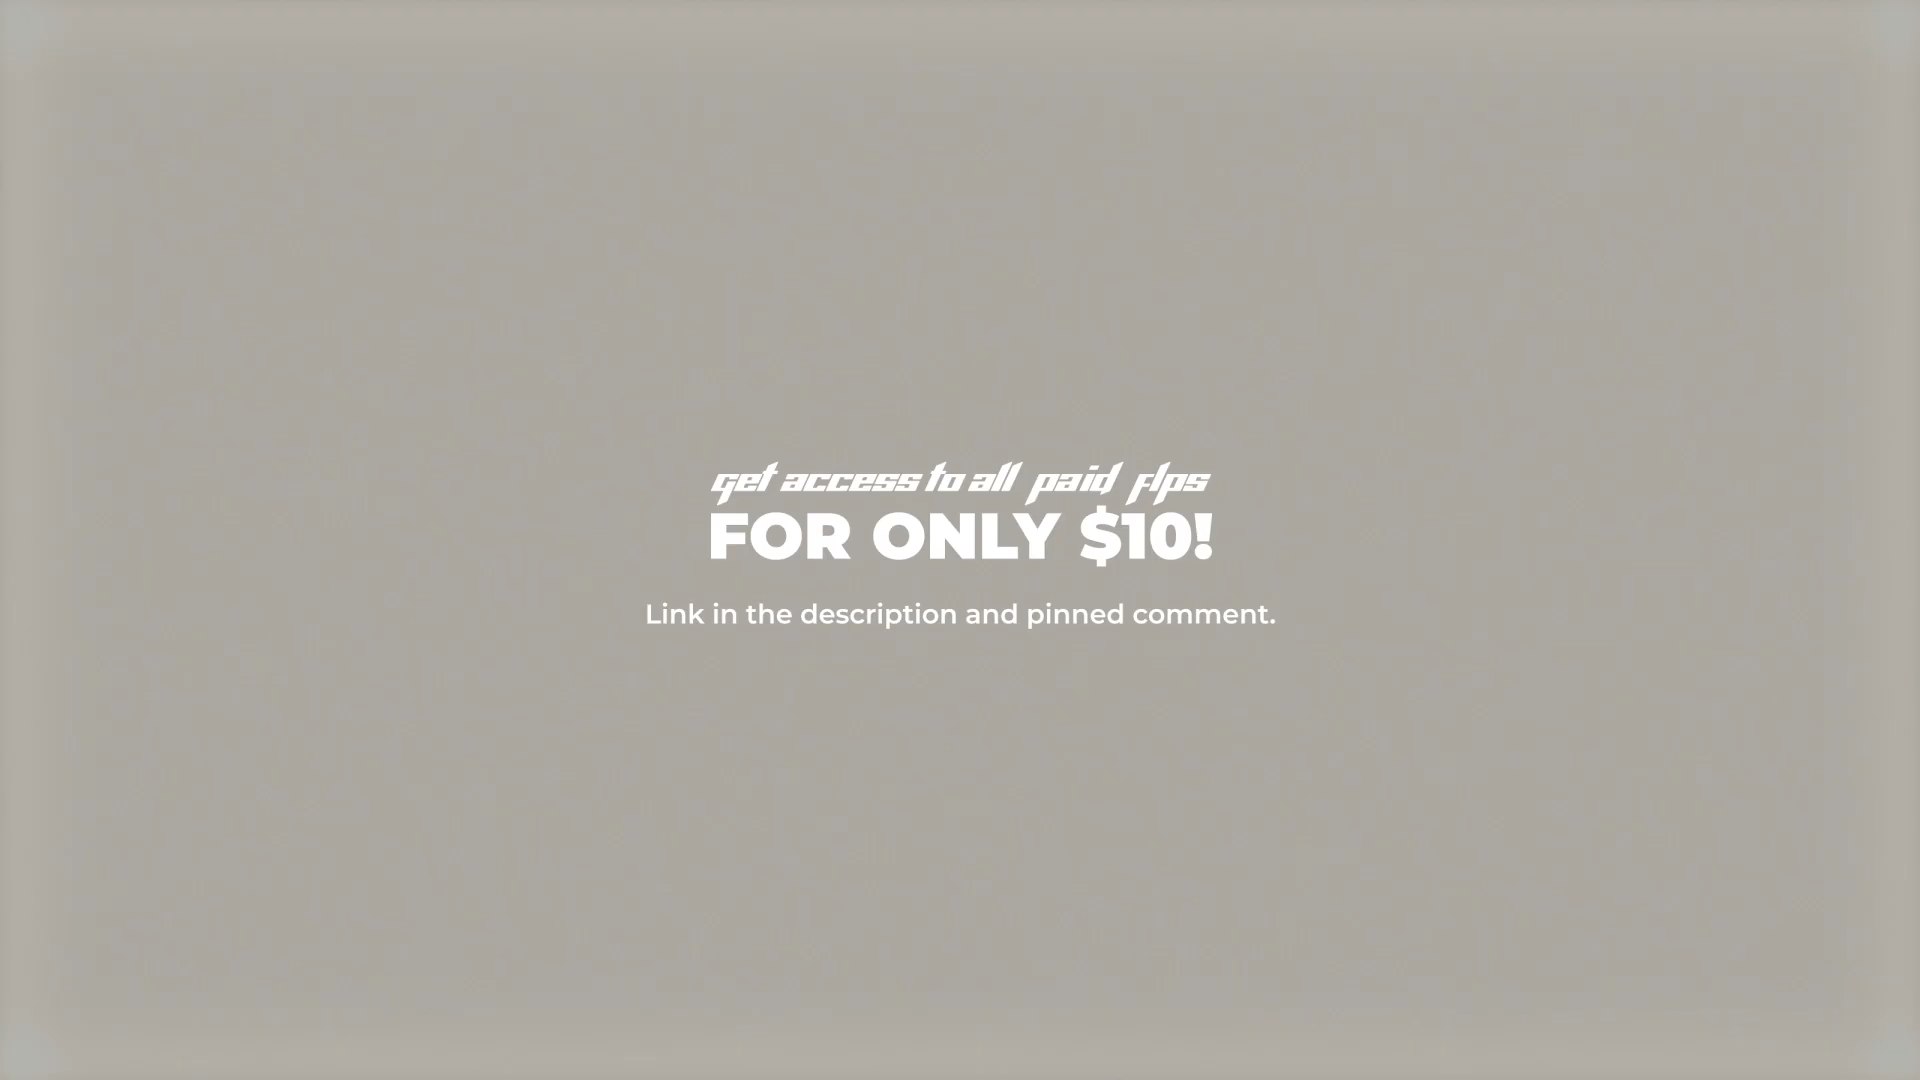 get access to all paid flps
FOR ONLY $10!
Link in the description and pinned comment.